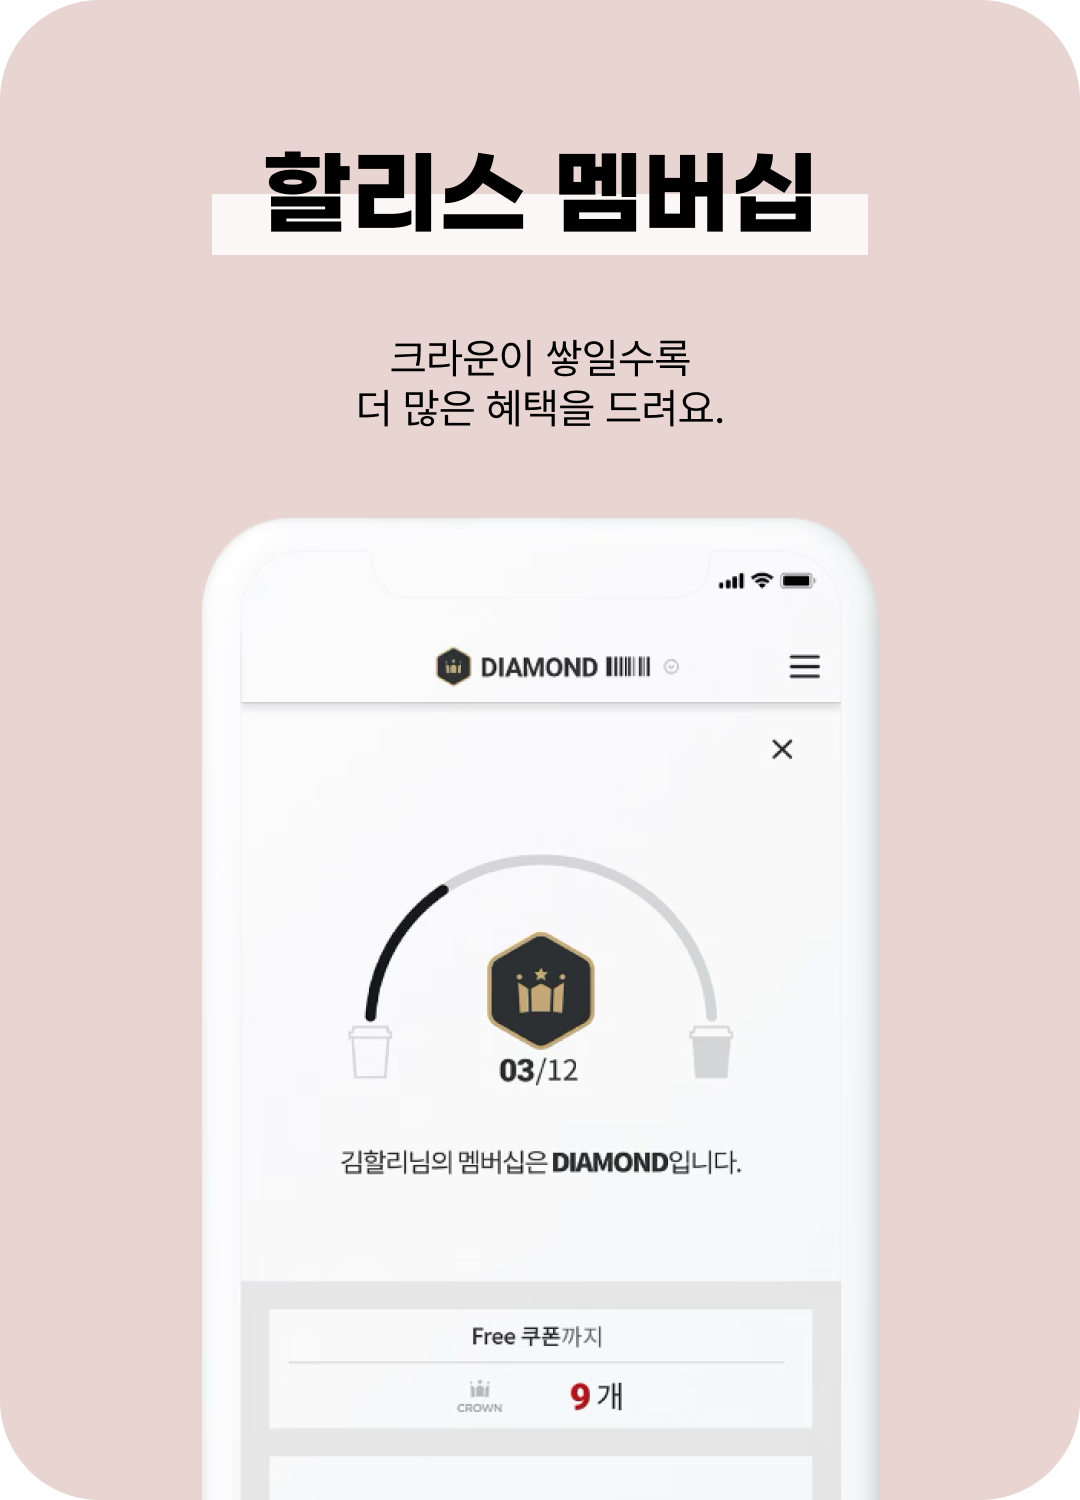 할리스 멤버십
크라운이 쌓일수록
더 많은 혜택을 드려요.
DIAMOND
03/12
김할리님의 멤버십은 DIAMOND입니다.
Free 쿠폰까지
CROWN
9 개